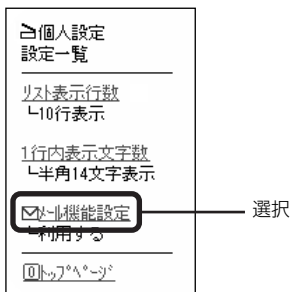 個人設定
設定一覧
ﾘｽﾄ表示行数
└10行表示
1行内表示文字数
└半角14文字表示
ﾒｰﾙ機能設定
└利用する
0ﾄｯﾌﾟﾍﾟｰｼﾞ
選択